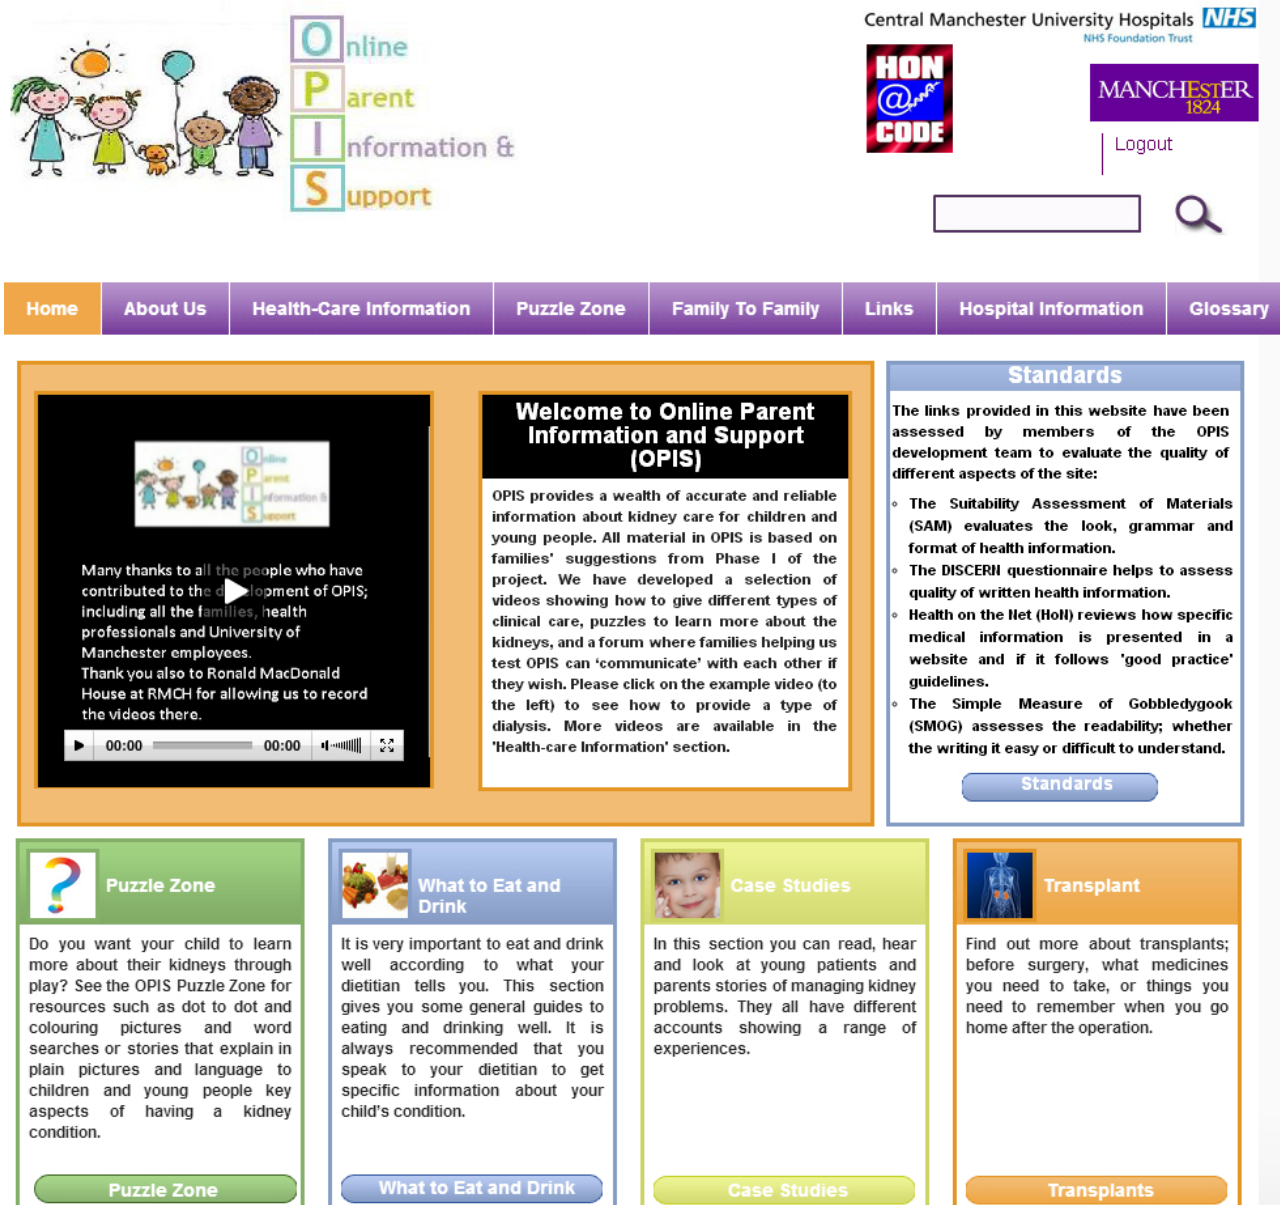 Online
Parent
Information &
Support
Central Manchester University Hospitals NHS
NHS Foundation Trust
HON
@
CODE
MANCHESTER
1824
Logout
Home
About Us
Health-Care Information
Puzzle Zone
Family To Family
Links
Hospital Information
Glossary
Online
Parent
Information &
Support
Many thanks to all the people who have
contributed to the development of OPIS;
including all the families, health
professionals and University of
Manchester employees.
Thank you also to Ronald MacDonald
House at RMCH for allowing us to record
the videos there.
00:00 00:00
Welcome to Online Parent
Information and Support
(OPIS)
OPIS provides a wealth of accurate and reliable
information about kidney care for children and
young people. All material in OPIS is based on
families' suggestions from Phase I of the
project. We have developed a selection of
videos showing how to give different types of
clinical care, puzzles to learn more about the
kidneys, and a forum where families helping us
test OPIS can ‘communicate’ with each other if
they wish. Please click on the example video (to
the left) to see how to provide a type of
dialysis. More videos are available in the
'Health-care Information' section.
Standards
The links provided in this website have been
assessed by members of the OPIS
development team to evaluate the quality of
different aspects of the site:
The Suitability Assessment of Materials
(SAM) evaluates the look, grammar and
format of health information.
The DISCERN questionnaire helps to assess
quality of written health information.
Health on the Net (HoN) reviews how specific
medical information is presented in a
website and if it follows 'good practice'
guidelines.
The Simple Measure of Gobbledygook
(SMOG) assesses the readability; whether
the writing it easy or difficult to understand.
Standards
?
Puzzle Zone
Do you want your child to learn
more about their kidneys through
play? See the OPIS Puzzle Zone for
resources such as dot to dot and
colouring pictures and word
searches or stories that explain in
plain pictures and language to
children and young people key
aspects of having a kidney
condition.
Puzzle Zone
What to Eat and
Drink
It is very important to eat and drink
well according to what your
dietitian tells you. This section
gives you some general guides to
eating and drinking well. It is
always recommended that you
speak to your dietitian to get
specific information about your
child's condition.
What to Eat and Drink
Case Studies
In this section you can read, hear
and look at young patients and
parents stories of managing kidney
problems. They all have different
accounts showing a range of
experiences.
Case Studies
Transplant
Find out more about transplants;
before surgery, what medicines
you need to take, or things you
need to remember when you go
home after the operation.
Transplants